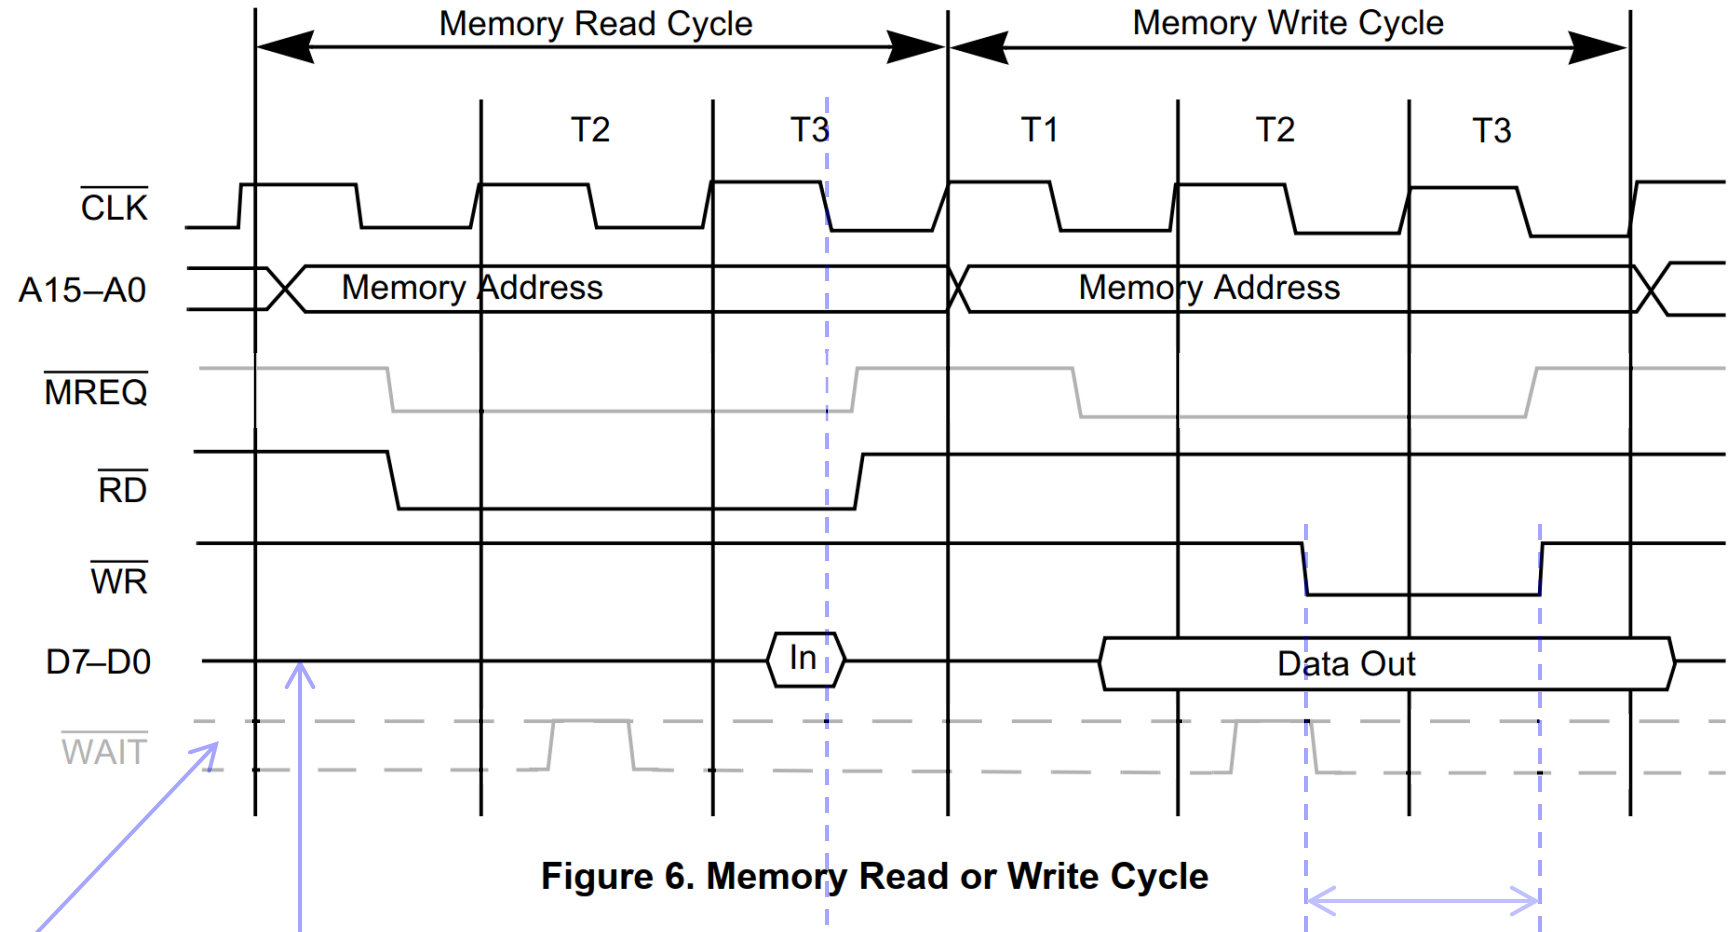 Memory Read Cycle Memory Write Cycle
T2 T3 T1 T2 T3
CLK
A15–A0 Memory Address Memory Address
MREQ
RD
WR
D7–D0 In Data Out
WAIT
Figure 6. Memory Read or Write Cycle